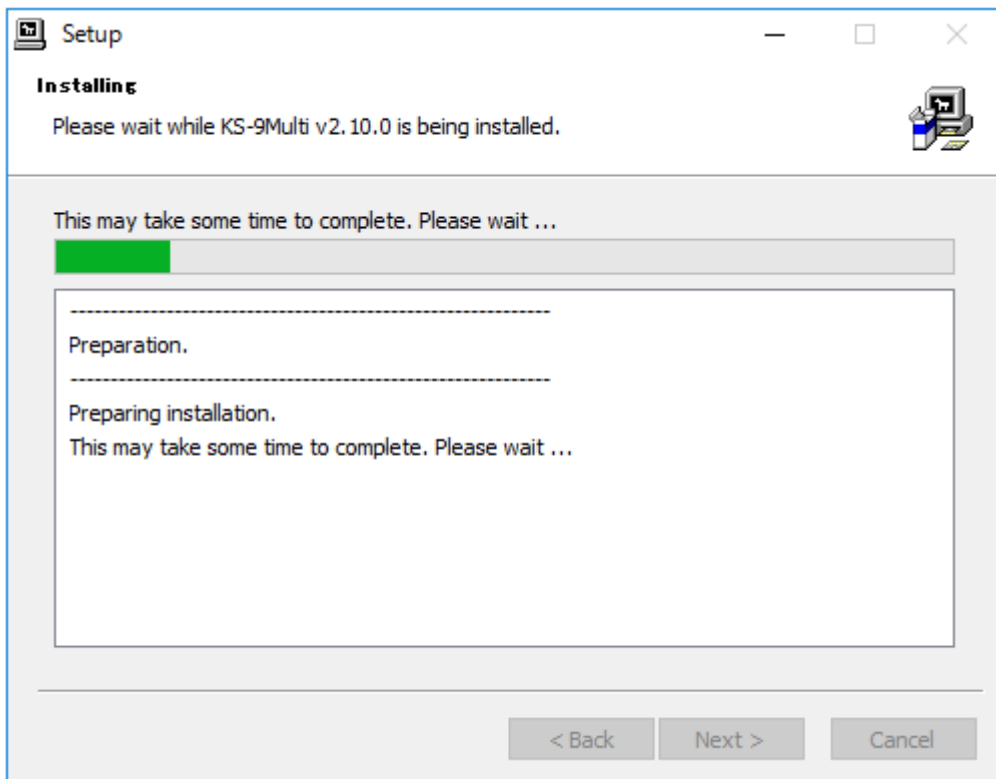 Setup
Installing
Please wait while KS-9Multi v2.10.0 is being installed.
This may take some time to complete. Please wait ...
------------------------------------------------------------
Preparation.
------------------------------------------------------------
Preparing installation.
This may take some time to complete. Please wait ...
< Back
Next >
Cancel